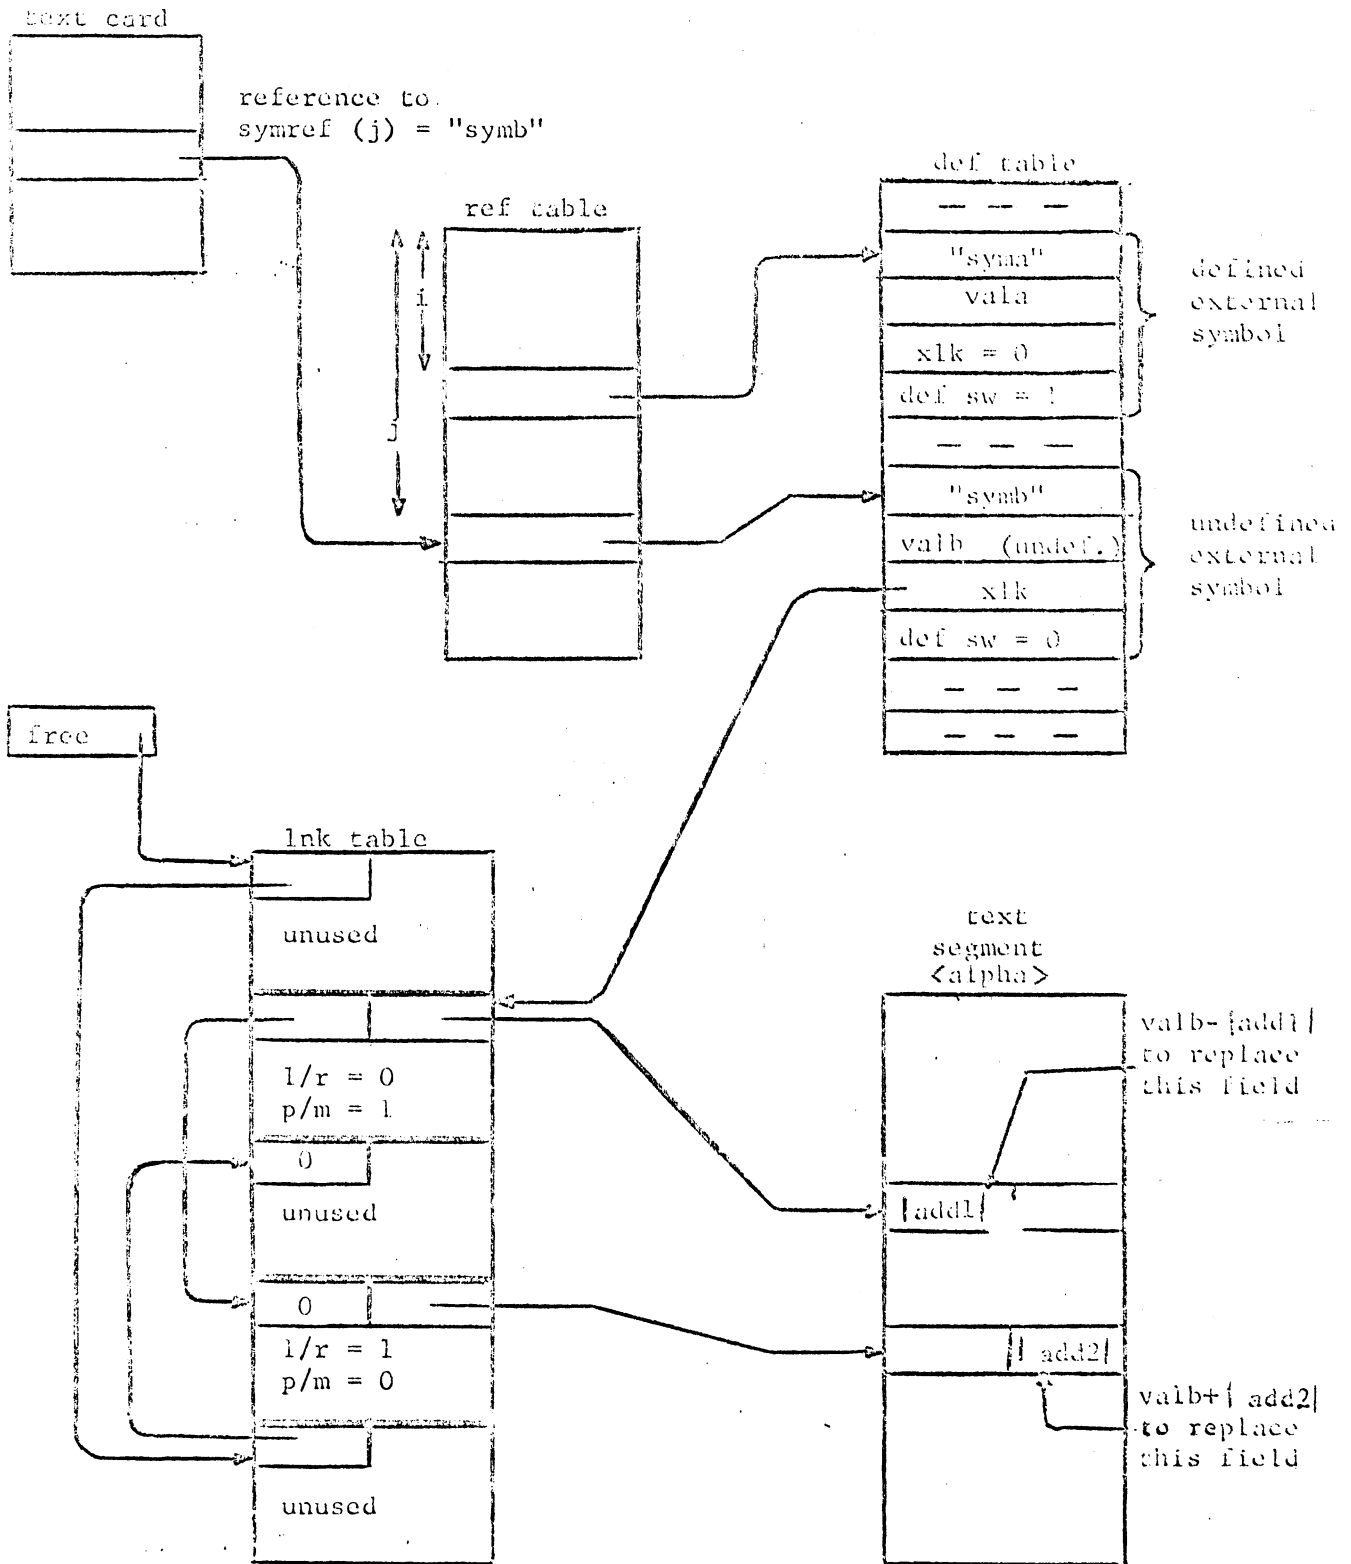 text card
reference to
symref (j) = "symb"
ref table
i
j
def table
— — —
"syma"
vala
xlk = 0
def sw = 1
— — —
"symb"
valb (undef.)
xlk
def sw = 0
— — —
— — —
defined
external
symbol
undefined
external
symbol
free
lnk table
unused
l/r = 0
p/m = 1
0
unused
0
l/r = 1
p/m = 0
unused
text
segment
<alpha>
|add1|
| add2|
valb-|add1|
to replace
this field
valb+| add2|
to replace
this field